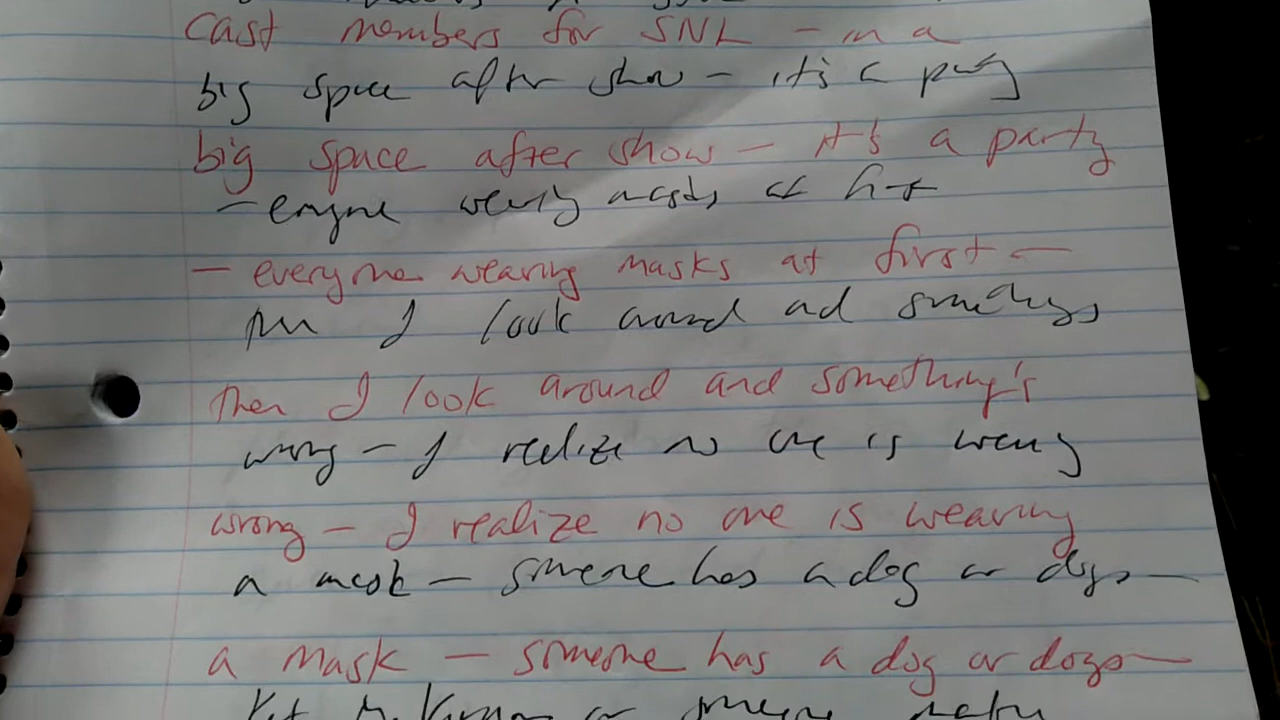 Cast members for SNL - in a
big space after show - it's a party
big space after show - it's a party
- everyone wearing masks at first
- everyone wearing masks at first -
then I look around and something's
then I look around and something's
wrong - I realize no one is wearing
wrong - I realize no one is wearing
a mask - someone has a dog or dogs -
a mask - someone has a dog or dogs -
or someone